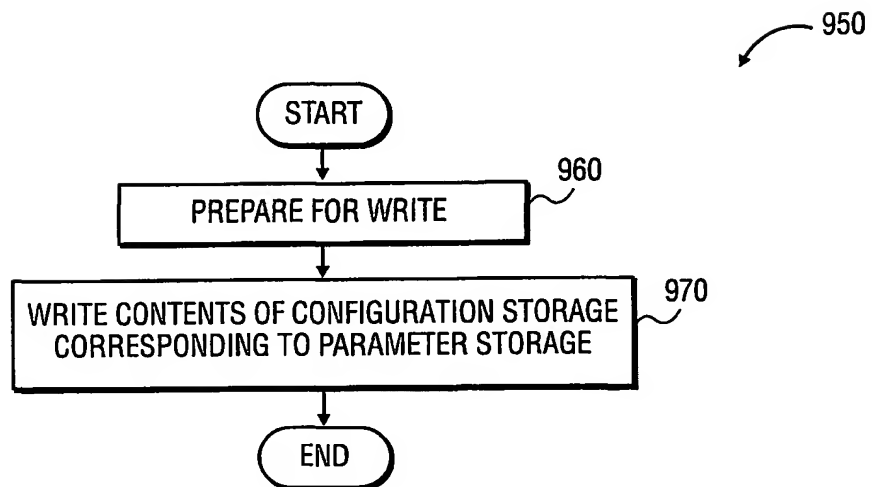 950
START
960
PREPARE FOR WRITE
970
WRITE CONTENTS OF CONFIGURATION STORAGE
CORRESPONDING TO PARAMETER STORAGE
END